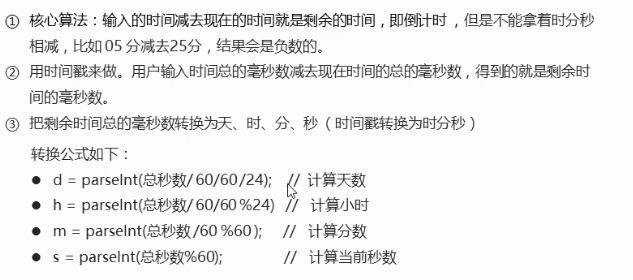 ① 核心算法：输入的时间减去现在的时间就是剩余的时间，即倒计时，但是不能拿着时分秒
相减，比如 05 分减去25分，结果会是负数的。
② 用时间戳来做。用户输入时间总的毫秒数减去现在时间的总的毫秒数，得到的就是剩余时
间的毫秒数。
③ 把剩余时间总的毫秒数转换为天、时、分、秒（时间戳转换为时分秒）
转换公式如下：
● d = parseInt(总秒数/ 60/60 /24); // 计算天数
● h = parseInt(总秒数/ 60/60 %24) // 计算小时
● m = parseInt(总秒数 /60 %60 ); // 计算分数
● s = parseInt(总秒数%60); // 计算当前秒数